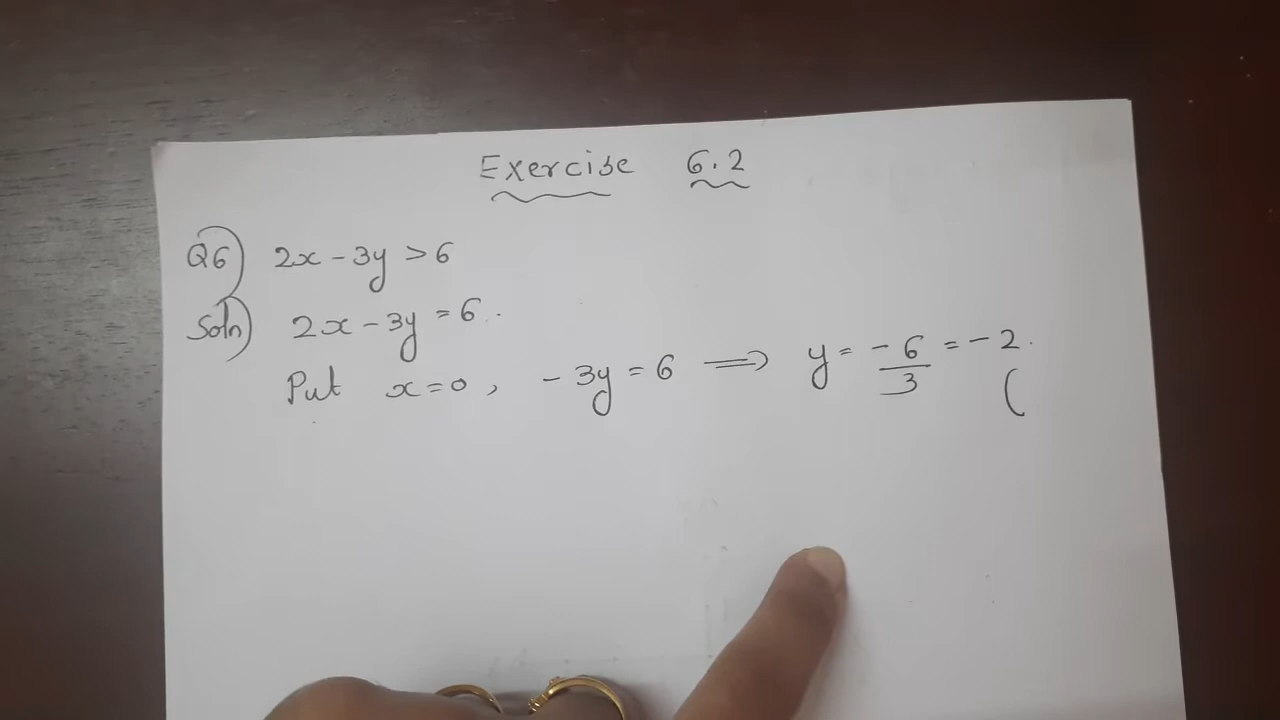 Exercise 6.2
Q6) 2x - 3y > 6
Soln) 2x - 3y = 6.
Put x = 0, - 3y = 6 ⟹ y = -6/3 = -2.
(